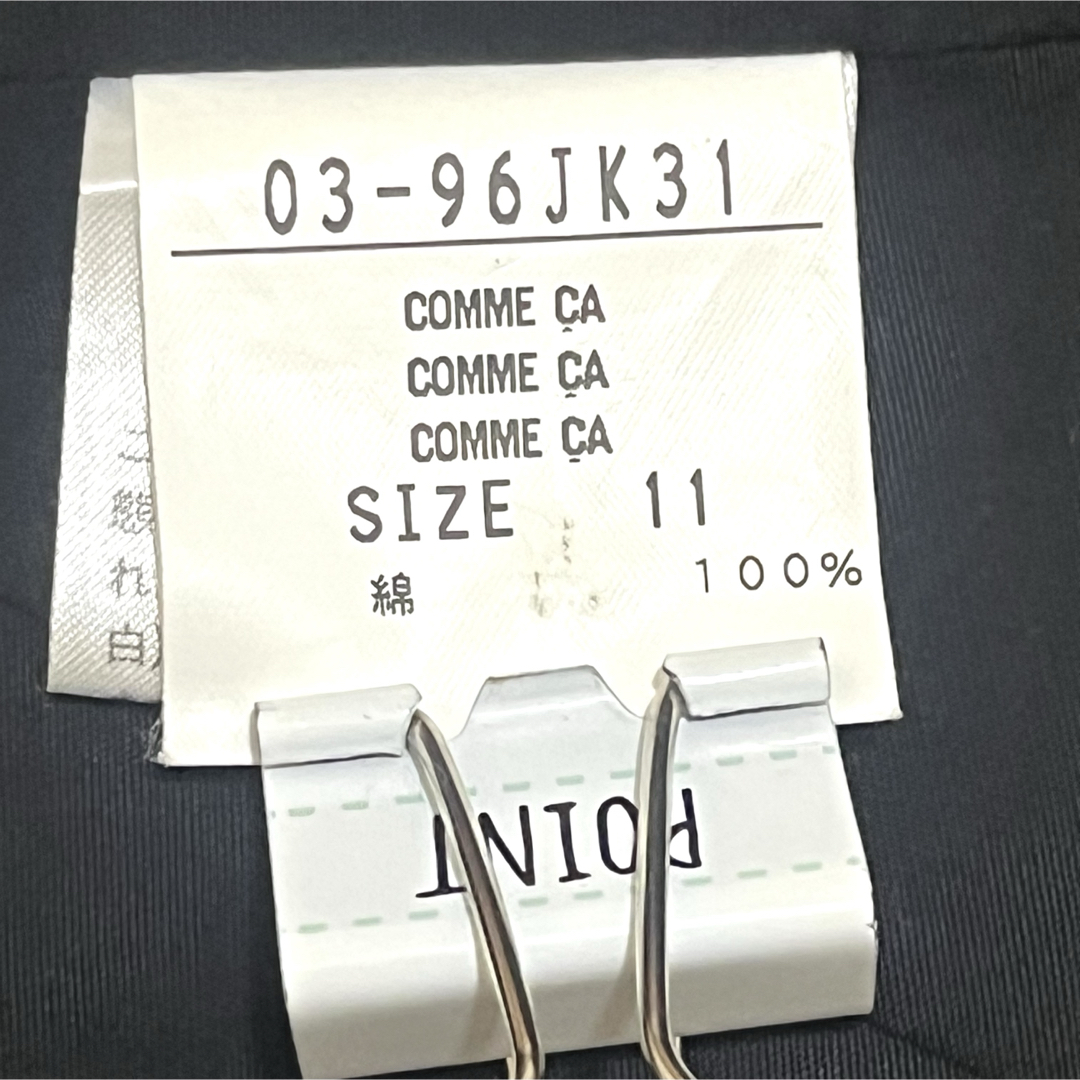 03-96JK31
COMME ÇA
COMME ÇA
COMME ÇA
SIZE 11
綿 100%
POINT